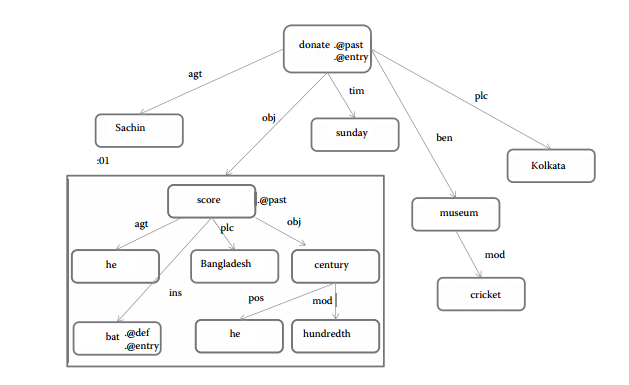 donate .@past
.@entry
agt
plc
tim
obj
Sachin
sunday
ben
:01
Kolkata
score .@past
museum
agt
plc
obj
mod
he
Bangladesh
century
ins
pos
mod
cricket
bat .@def
.@entry
he
hundredth